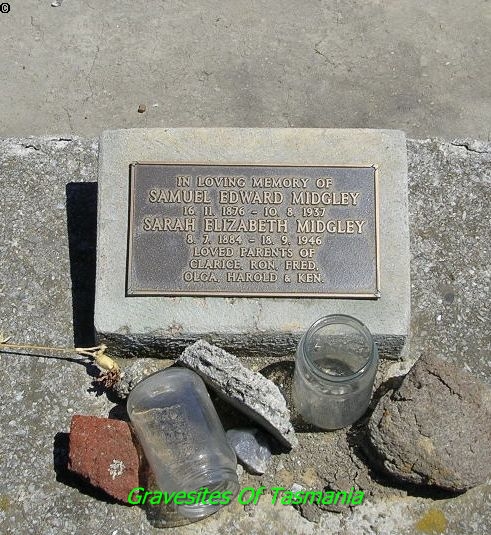 ©
IN LOVING MEMORY OF
SAMUEL EDWARD MIDGLEY
16. 11. 1876 - 10. 8. 1937
SARAH ELIZABETH MIDGLEY
8. 7. 1884 - 18. 9. 1946
LOVED PARENTS OF
CLARICE, RON, FRED,
OLGA, HAROLD & KEN.
Gravesites Of Tasmania